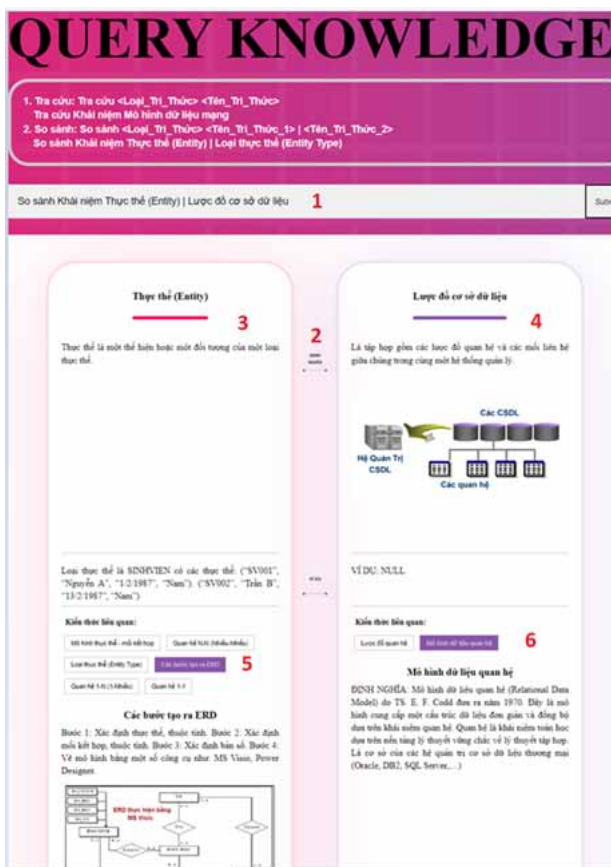 QUERY KNOWLEDGE
1. Tra cứu: Tra cứu <Loại_Tri_Thức> <Tên_Tri_Thức>
Tra cứu Khái niệm Mô hình dữ liệu mạng
2. So sánh: So sánh <Loại_Tri_Thức> <Tên_Tri_Thức_1> | <Tên_Tri_Thức_2>
So sánh Khái niệm Thực thể (Entity) | Loại thực thể (Entity Type)
So sánh Khái niệm Thực thể (Entity) | Lược đồ cơ sở dữ liệu
1
Thực thể (Entity)
3
Thực thể là một thể hiện hoặc một đối tượng của một loại
thực thể.
2
Lược đồ cơ sở dữ liệu
4
Là tập hợp gồm các lược đồ quan hệ và các mối liên hệ
giữa chúng trong cùng một hệ thống quản lý.
Các CSDL
Hệ Quản Trị
CSDL
Các quan hệ
Loại thực thể là SINHVIEN có các thực thể: ("SV001",
"Nguyễn A", "1/2/1987", "Nam"). ("SV002", "Trần B",
"13/2/1987", "Nam")
VÍ DỤ: NULL
Kiến thức liên quan:
Mô hình thực thể - mối kết hợp
Quan hệ N-N (Nhiều-Nhiều)
Loại thực thể (Entity Type)
Các bước tạo ra ERD
5
Quan hệ 1-N (1-Nhiều)
Quan hệ 1-1
Các bước tạo ra ERD
Bước 1: Xác định thực thể, thuộc tính. Bước 2: Xác định
mối kết hợp, thuộc tính. Bước 3: Xác định bản số. Bước 4:
Vẽ mô hình bằng một số công cụ như: MS Visio, Power
Designer.
ERD thực hiện bằng
MS Visio
Kiến thức liên quan:
Lược đồ quan hệ
Mô hình dữ liệu quan hệ
6
Mô hình dữ liệu quan hệ
ĐỊNH NGHĨA: Mô hình dữ liệu quan hệ (Relational Data
Model) do TS. E. F. Codd đưa ra năm 1970. Đây là mô
hình cung cấp một cấu trúc dữ liệu đơn giản và đồng bộ
dựa trên khái niệm quan hệ. Quan hệ là khái niệm toán học
dựa trên nền tảng lý thuyết vững chắc về lý thuyết tập hợp.
Là cơ sở của các hệ quản trị cơ sở dữ liệu thương mại
(Oracle, DB2, SQL Server,...)